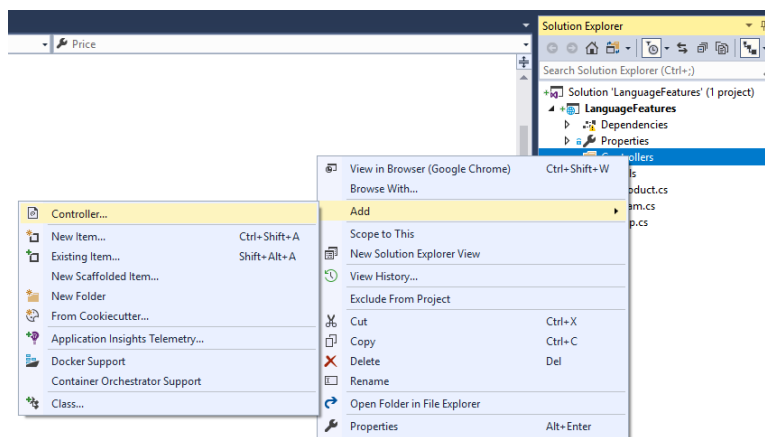 Price
Solution Explorer
Search Solution Explorer (Ctrl+;)
Solution 'LanguageFeatures' (1 project)
LanguageFeatures
Dependencies
Properties
Controllers
View in Browser (Google Chrome) Ctrl+Shift+W
Browse With...
Add
Scope to This
New Solution Explorer View
View History...
Exclude From Project
Cut Ctrl+X
Copy Ctrl+C
Delete Del
Rename
Open Folder in File Explorer
Properties Alt+Enter
Controller...
New Item... Ctrl+Shift+A
Existing Item... Shift+Alt+A
New Scaffolded Item...
New Folder
From Cookiecutter...
Application Insights Telemetry...
Docker Support
Container Orchestrator Support
Class...